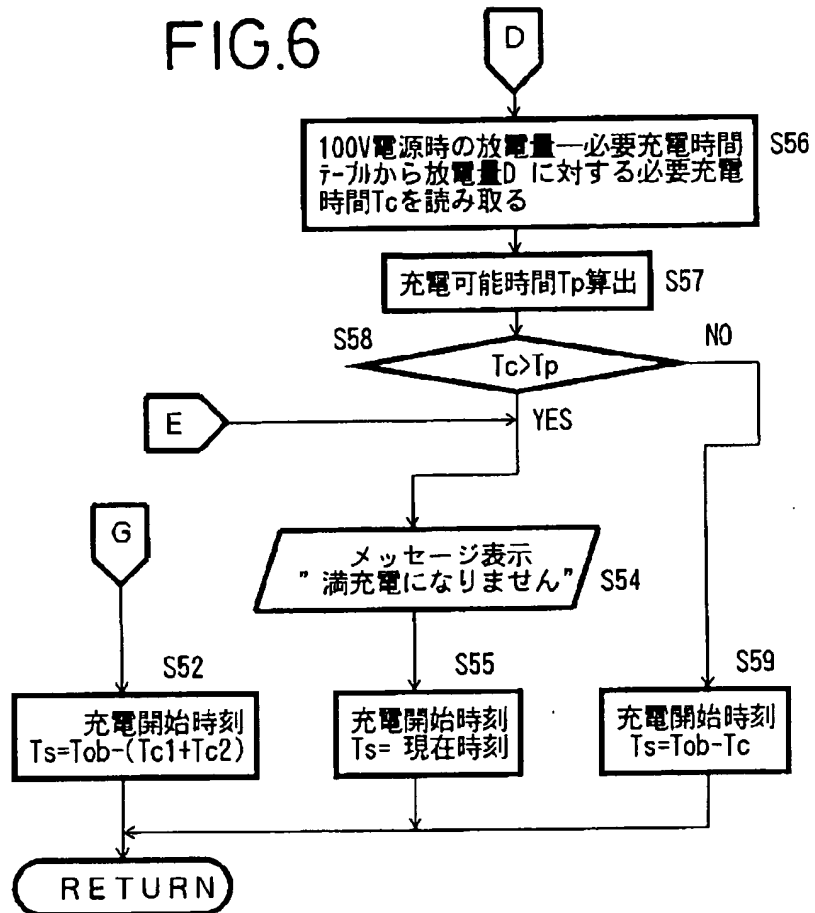 FIG.6
D
100V電源時の放電量―必要充電時間
テーブルから放電量D に対する必要充電
時間Tcを読み取る
S56
充電可能時間Tp算出
S57
S58
Tc>Tp
NO
YES
E
G
メッセージ表示
" 満充電になりません"
S54
S52
充電開始時刻
Ts=Tob-(Tc1+Tc2)
S55
充電開始時刻
Ts= 現在時刻
S59
充電開始時刻
Ts=Tob-Tc
RETURN